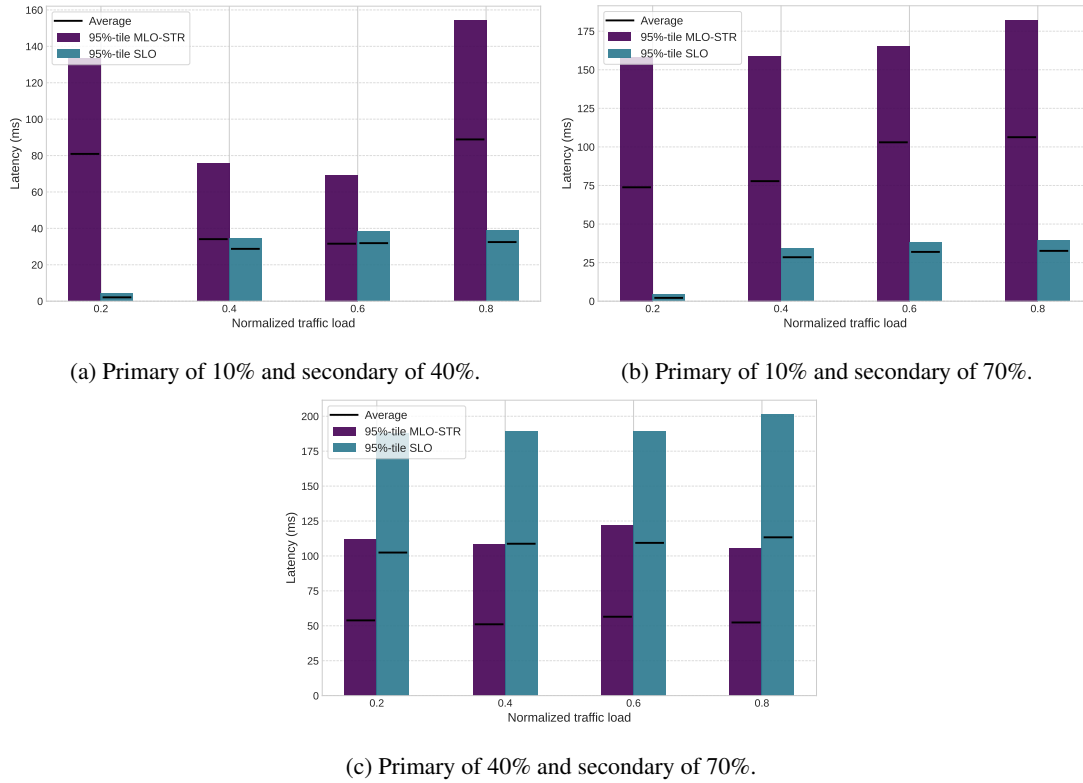 160
140
120
100
80
60
40
20
0
Latency (ms)
Average
95%-tile MLO-STR
95%-tile SLO
0.2 0.4 0.6 0.8
Normalized traffic load
(a) Primary of 10% and secondary of 40%.
175
150
125
100
75
50
25
0
Latency (ms)
Average
95%-tile MLO-STR
95%-tile SLO
0.2 0.4 0.6 0.8
Normalized traffic load
(b) Primary of 10% and secondary of 70%.
200
175
150
125
100
75
50
25
0
Latency (ms)
Average
95%-tile MLO-STR
95%-tile SLO
0.2 0.4 0.6 0.8
Normalized traffic load
(c) Primary of 40% and secondary of 70%.